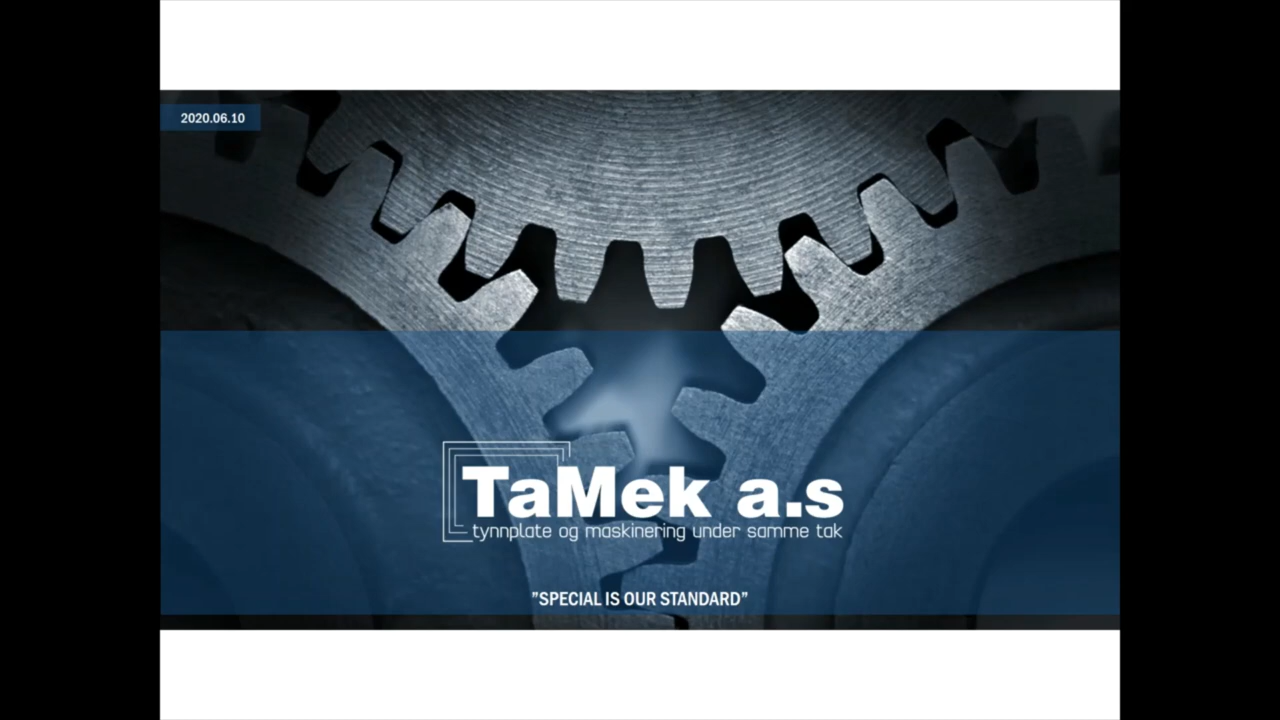 2020.06.10
TaMek a.s
tynnplate og maskinering under samme tak
”SPECIAL IS OUR STANDARD”